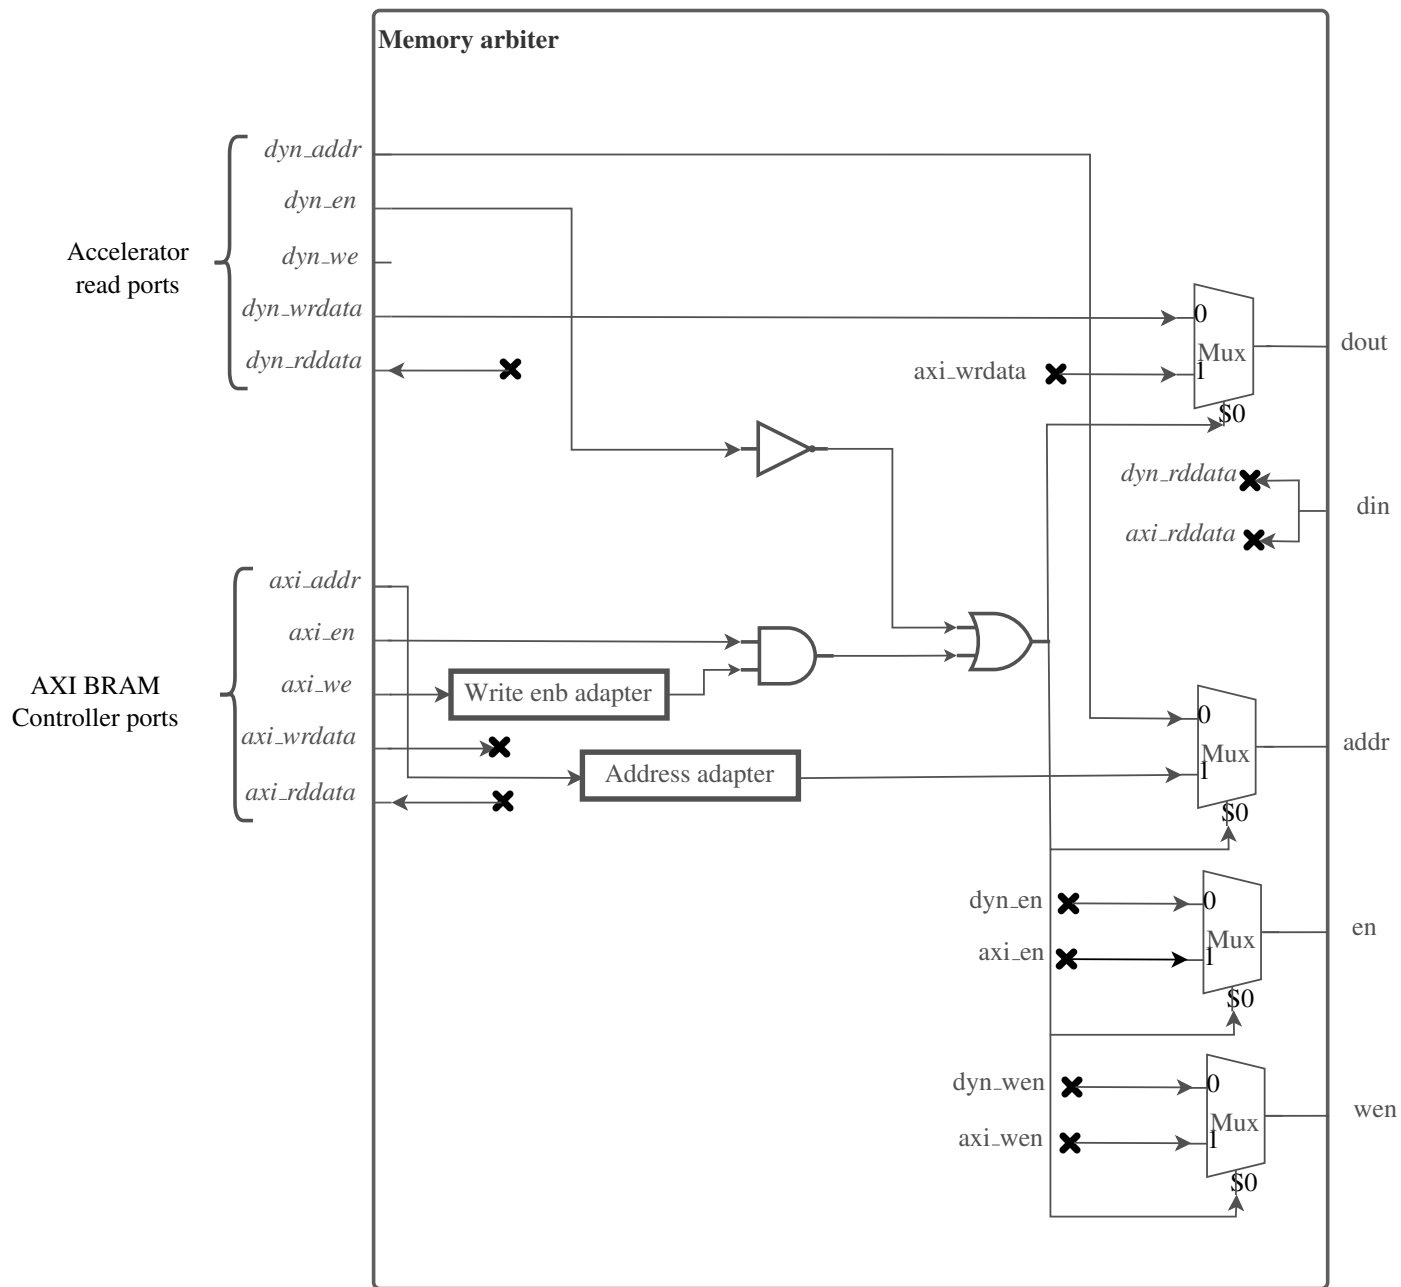 Memory arbiter
dyn_addr
dyn_en
Accelerator
read ports
dyn_we
dyn_wrdata
dyn_rddata
0
Mux
1
$0
dout
axi_wrdata
dyn_rddata
axi_rddata
din
axi_addr
axi_en
AXI BRAM
Controller ports
axi_we
axi_wrdata
axi_rddata
Write enb adapter
Address adapter
0
Mux
1
$0
addr
dyn_en
axi_en
0
Mux
1
$0
en
dyn_wen
axi_wen
0
Mux
1
$0
wen